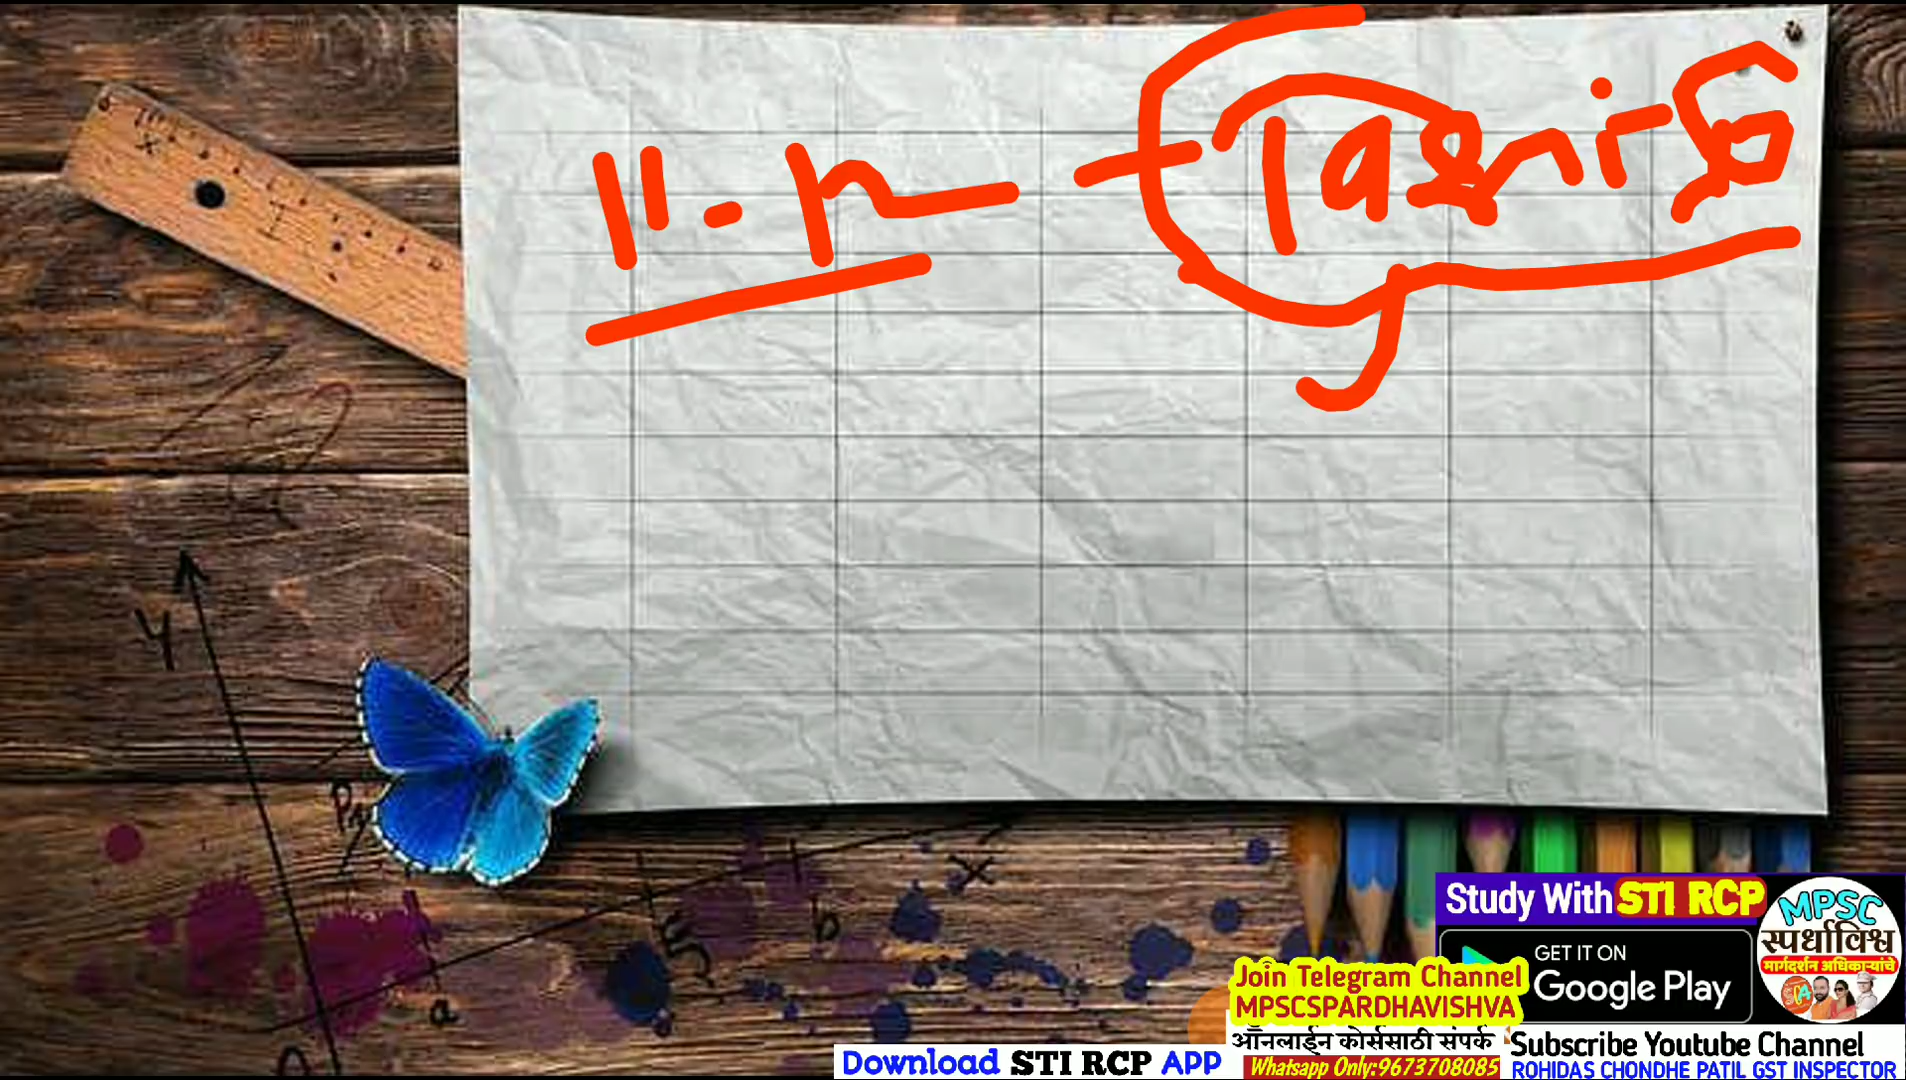 Study With STI RCP
MPSC
स्पर्धाविश्व
मार्गदर्शन अधिकाऱ्यांचे
GET IT ON
Google Play
Join Telegram Channel
MPSCSPARDHAVISHVA
ऑनलाईन कोर्ससाठी संपर्क
Whatsapp Only:9673708085
Download STI RCP APP
Subscribe Youtube Channel
ROHIDAS CHONDHE PATIL GST INSPECTOR